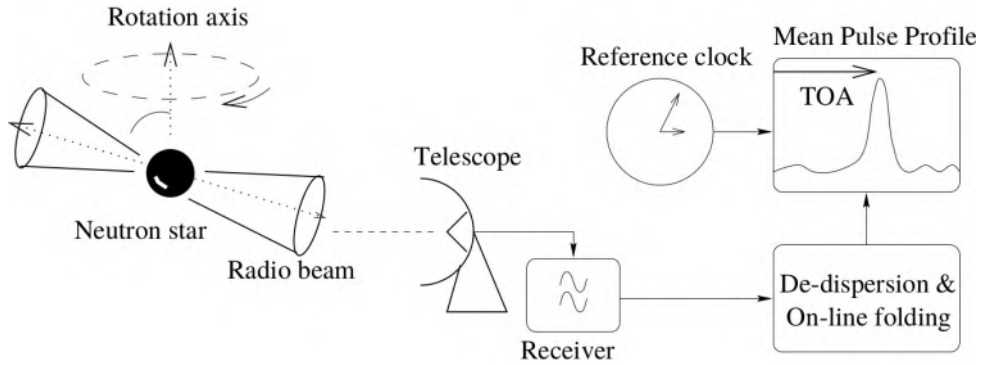 Rotation axis
Neutron star
Radio beam
Telescope
Receiver
Reference clock
Mean Pulse Profile
TOA
De-dispersion &
On-line folding